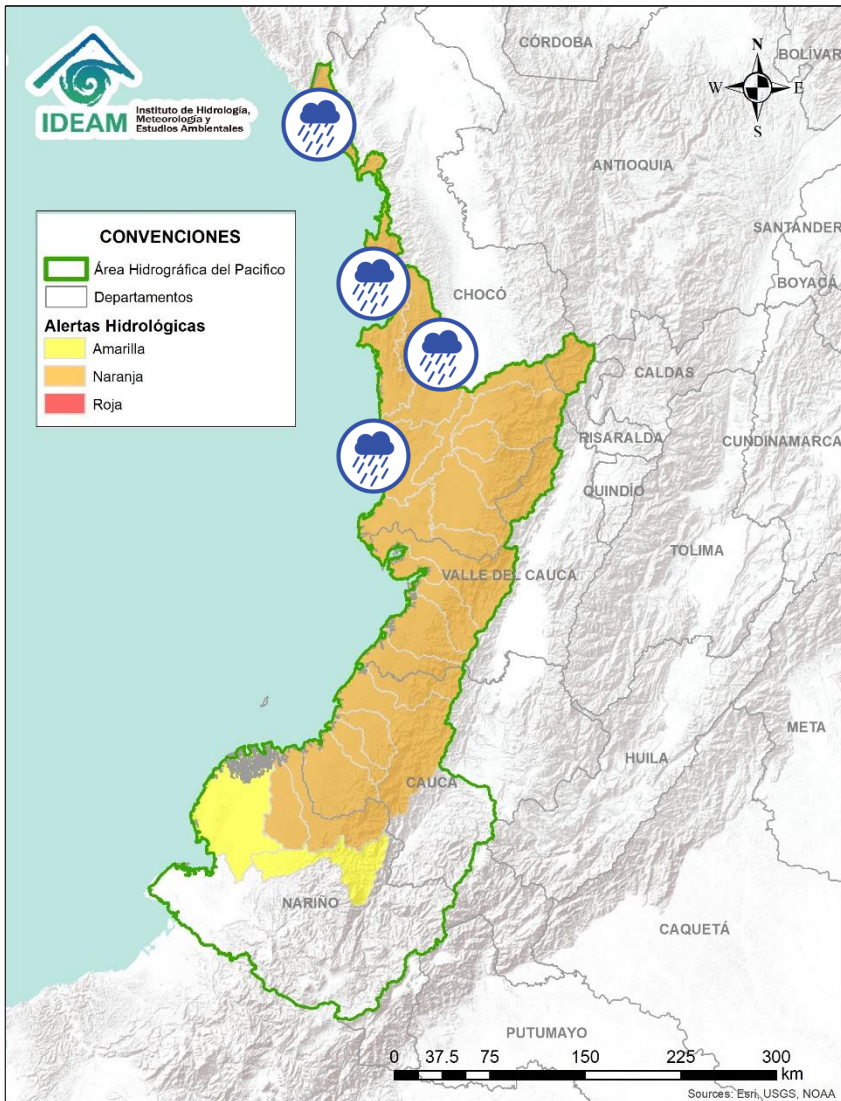 IDEAM
Instituto de Hidrología,
Meteorología y
Estudios Ambientales
CÓRDOBA
BOLÍVAR
N
W
E
S
ANTIOQUIA
SANTANDER
BOYACÁ
CONVENCIONES
Área Hidrográfica del Pacifico
Departamentos
Alertas Hidrológicas
Amarilla
Naranja
Roja
CHOCÓ
CALDAS
RISARALDA
CUNDINAMARCA
QUINDÍO
TOLIMA
VALLE DEL CAUCA
META
HUILA
CAUCA
NARIÑO
CAQUETÁ
PUTUMAYO
0 37.5 75 150 225 300
km
Sources: Esri, USGS, NOAA